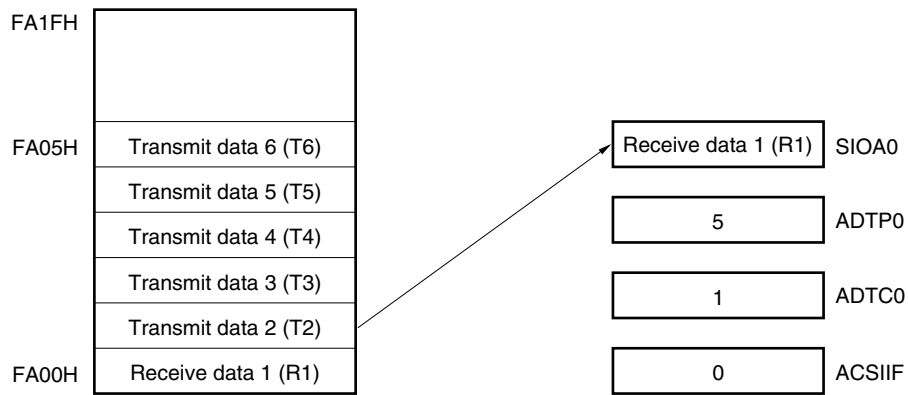 FA1FH
FA05H
Transmit data 6 (T6)
Transmit data 5 (T5)
Transmit data 4 (T4)
Transmit data 3 (T3)
Transmit data 2 (T2)
FA00H
Receive data 1 (R1)
Receive data 1 (R1) SIOA0
5 ADTP0
1 ADTC0
0 ACSIIF